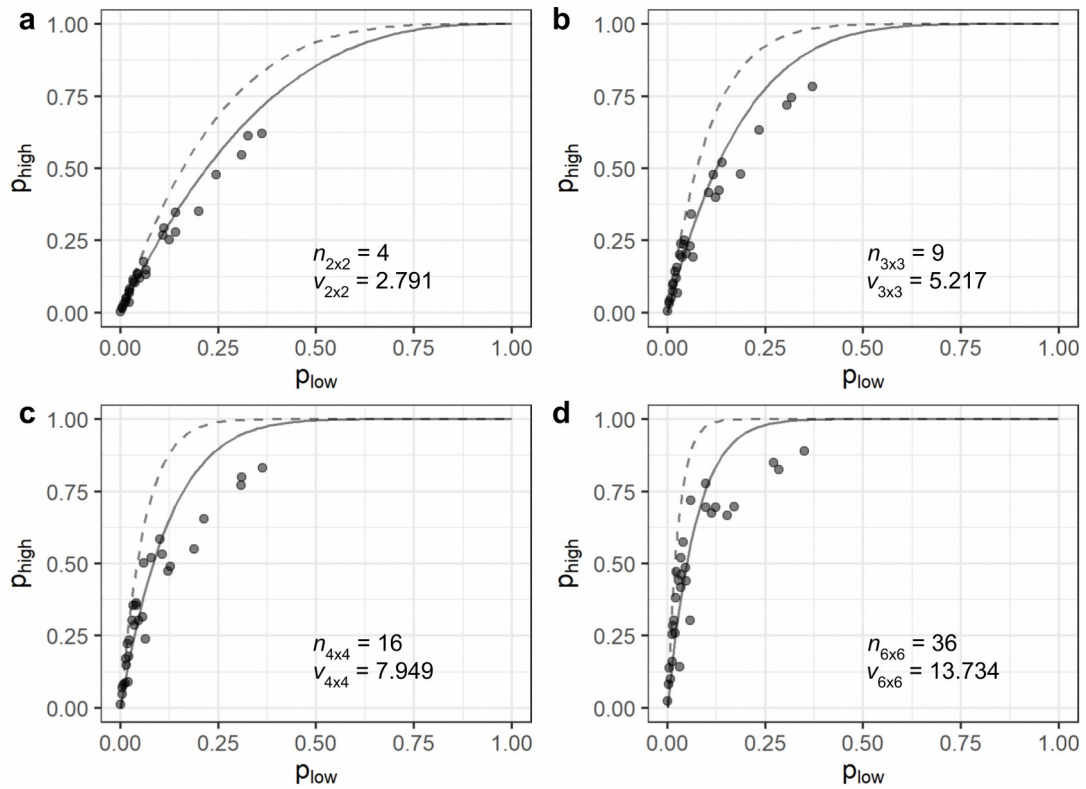 a
1.00
0.75
0.50
0.25
0.00
phigh
n2x2 = 4
v2x2 = 2.791
0.00 0.25 0.50 0.75 1.00
plow
b
1.00
0.75
0.50
0.25
0.00
phigh
n3x3 = 9
v3x3 = 5.217
0.00 0.25 0.50 0.75 1.00
plow
c
1.00
0.75
0.50
0.25
0.00
phigh
n4x4 = 16
v4x4 = 7.949
0.00 0.25 0.50 0.75 1.00
plow
d
1.00
0.75
0.50
0.25
0.00
phigh
n6x6 = 36
v6x6 = 13.734
0.00 0.25 0.50 0.75 1.00
plow